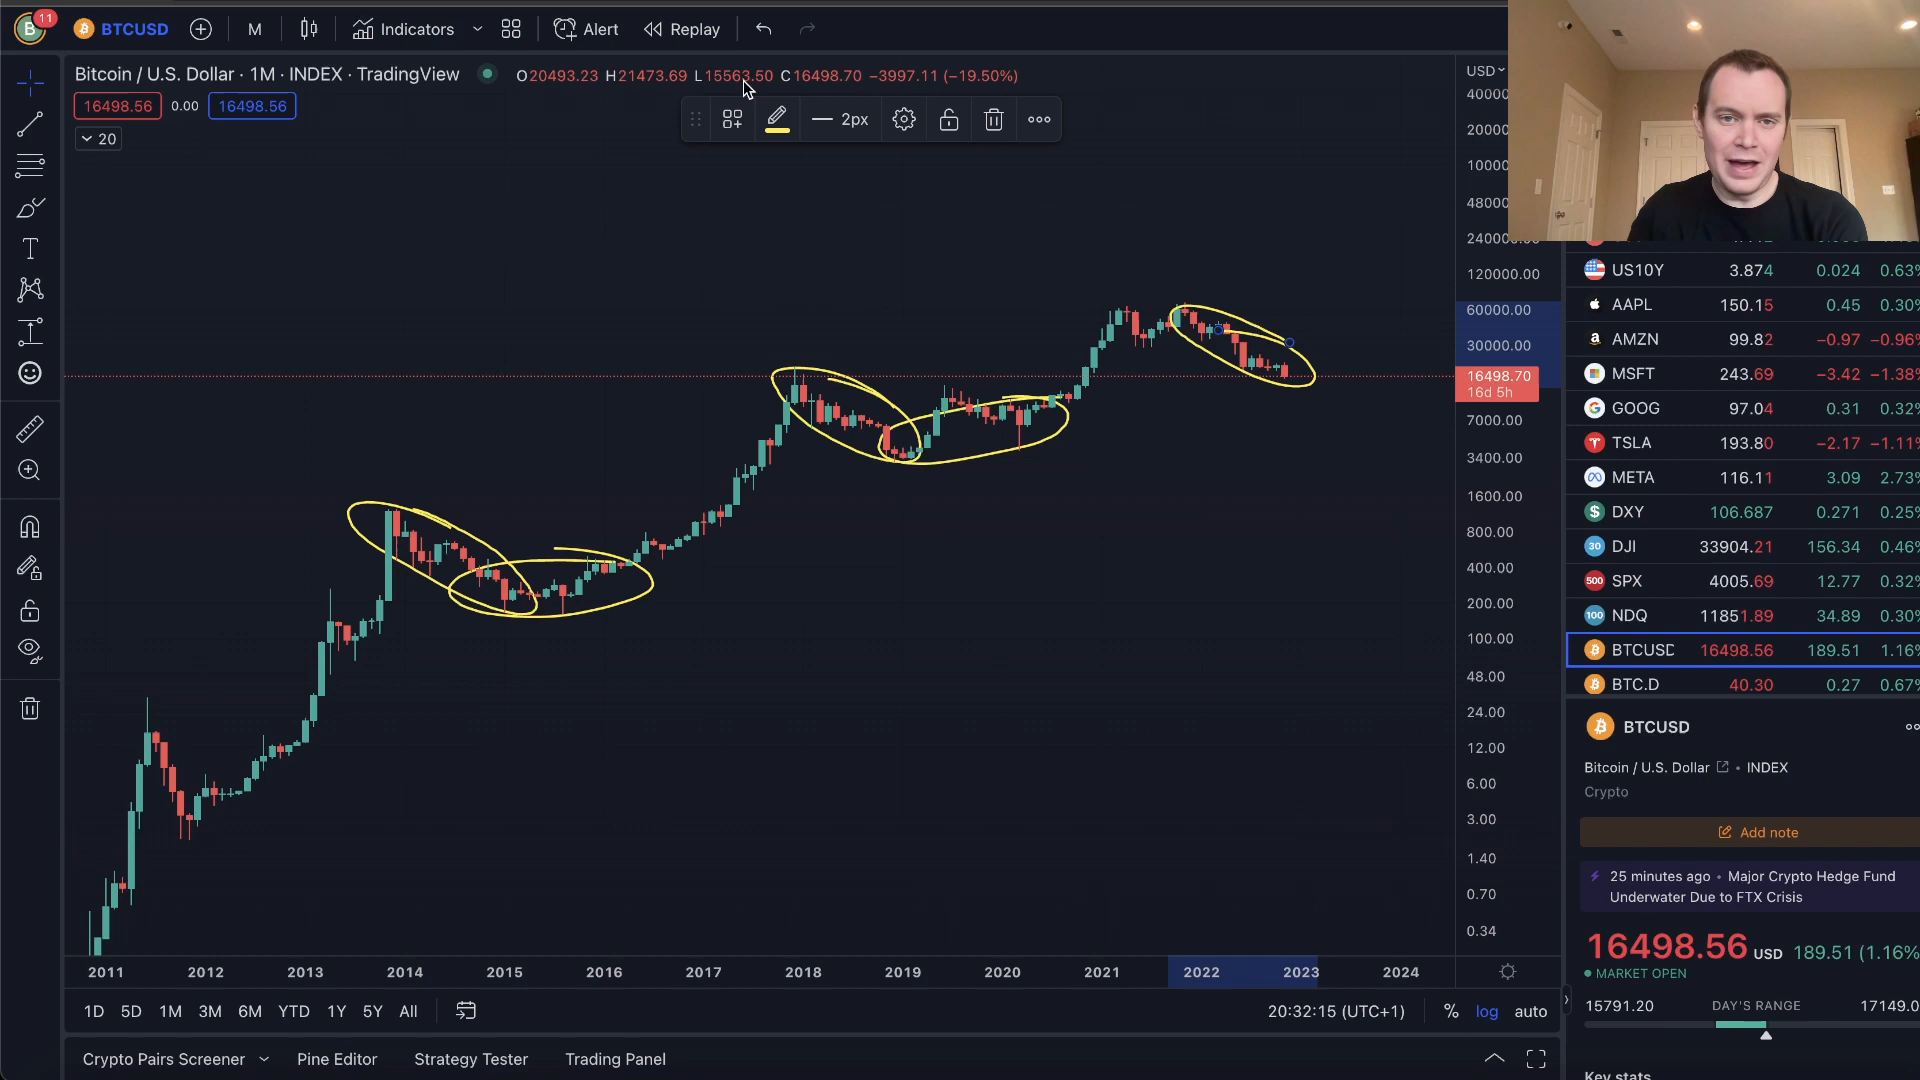 11
B
BTCUSD
M
Indicators
Alert
Replay
Bitcoin / U.S. Dollar · 1M · INDEX · TradingView
O20493.23 H21473.69 L15563.50 C16498.70 −3997.11 (−19.50%)
16498.56 0.00 16498.56
20
2px
USD
120000.00
60000.00
30000.00
16498.70
16d 5h
7000.00
3400.00
1600.00
800.00
400.00
200.00
100.00
48.00
24.00
12.00
6.00
3.00
1.40
0.70
0.34
2011 2012 2013 2014 2015 2016 2017 2018 2019 2020 2021 2022 2023 2024
1D 5D 1M 3M 6M YTD 1Y 5Y All
20:32:15 (UTC+1) % log auto
Crypto Pairs Screener Pine Editor Strategy Tester Trading Panel
US10Y 3.874 0.024 0.63%
AAPL 150.15 0.45 0.30%
AMZN 99.82 −0.97 −0.96%
MSFT 243.69 −3.42 −1.38%
GOOG 97.04 0.31 0.32%
TSLA 193.80 −2.17 −1.11%
META 116.11 3.09 2.73%
DXY 106.687 0.271 0.25%
30 DJI 33904.21 156.34 0.46%
500 SPX 4005.69 12.77 0.32%
100 NDQ 11851.89 34.89 0.30%
BTCUSD 16498.56 189.51 1.16%
BTC.D 40.30 0.27 0.67%
BTCUSD
Bitcoin / U.S. Dollar • INDEX
Crypto
Add note
25 minutes ago • Major Crypto Hedge Fund
Underwater Due to FTX Crisis
16498.56 USD 189.51 (1.16%
MARKET OPEN
15791.20 DAY'S RANGE 17149.0
Key stats